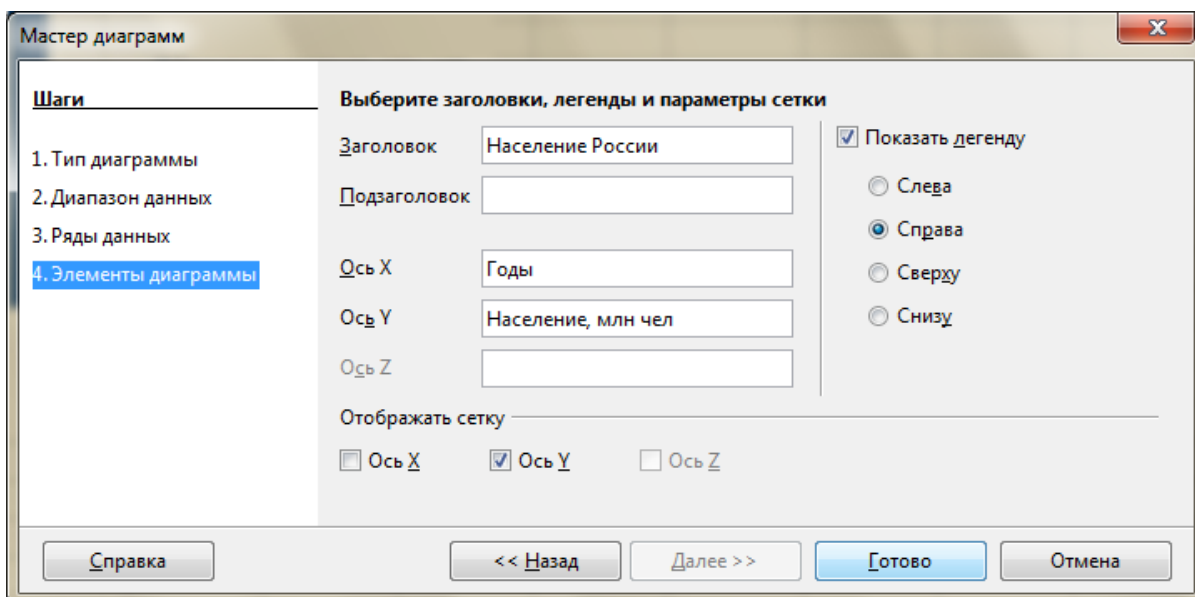 Мастер диаграмм
Шаги
1. Тип диаграммы
2. Диапазон данных
3. Ряды данных
4. Элементы диаграммы
Выберите заголовки, легенды и параметры сетки
Заголовок Население России
Подзаголовок
Ось X Годы
Ось Y Население, млн чел
Ось Z
Показать легенду
Слева
Справа
Сверху
Снизу
Отображать сетку
Ось X Ось Y Ось Z
Справка << Назад Далее >> Готово Отмена